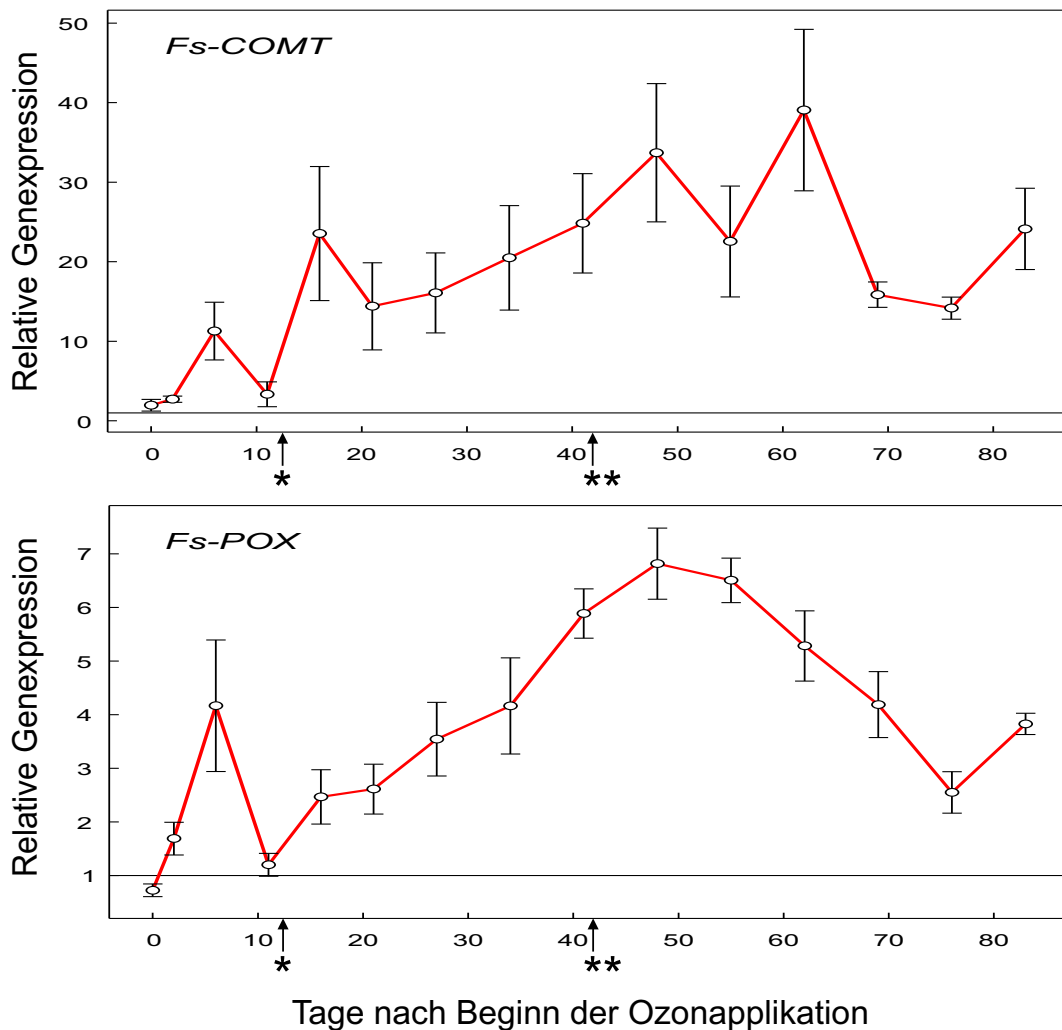 Fs-COMT
Relative Genexpression
50
40
30
20
10
0
0 10 20 30 40 50 60 70 80
* **
Fs-POX
Relative Genexpression
7
6
5
4
3
2
1
0 10 20 30 40 50 60 70 80
* **
Tage nach Beginn der Ozonapplikation